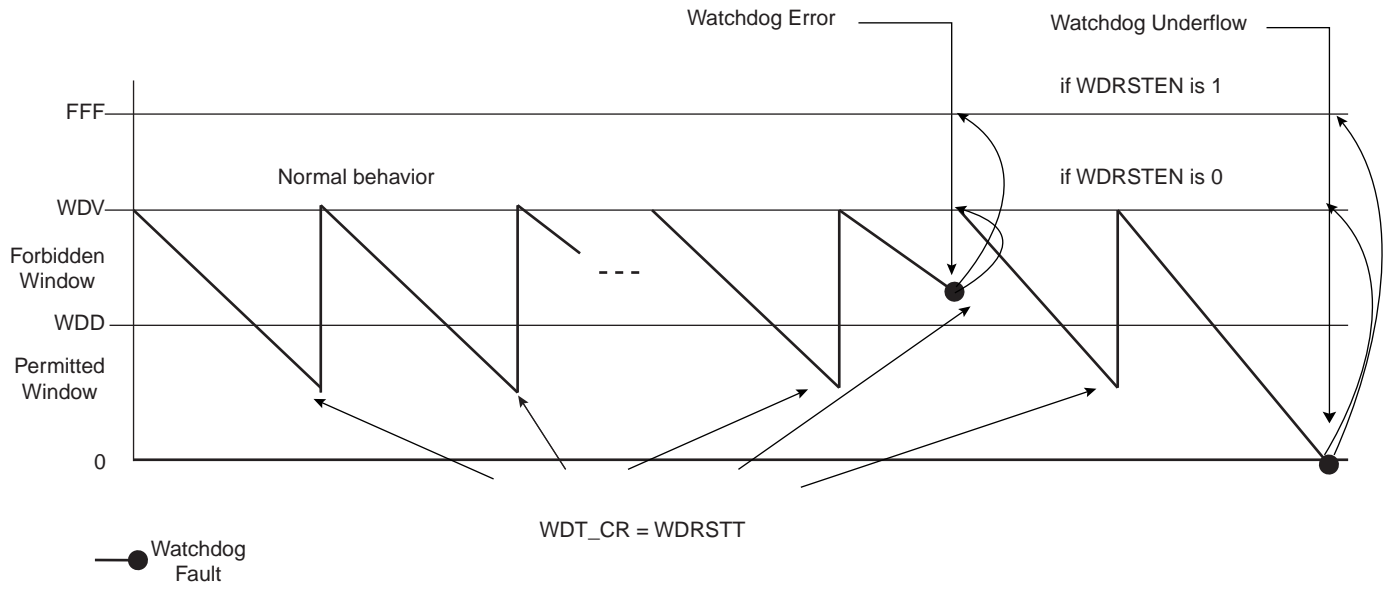 Watchdog Error
Watchdog Underflow
if WDRSTEN is 1
FFF
Normal behavior
if WDRSTEN is 0
WDV
Forbidden
Window
WDD
Permitted
Window
0
WDT_CR = WDRSTT
Watchdog
Fault